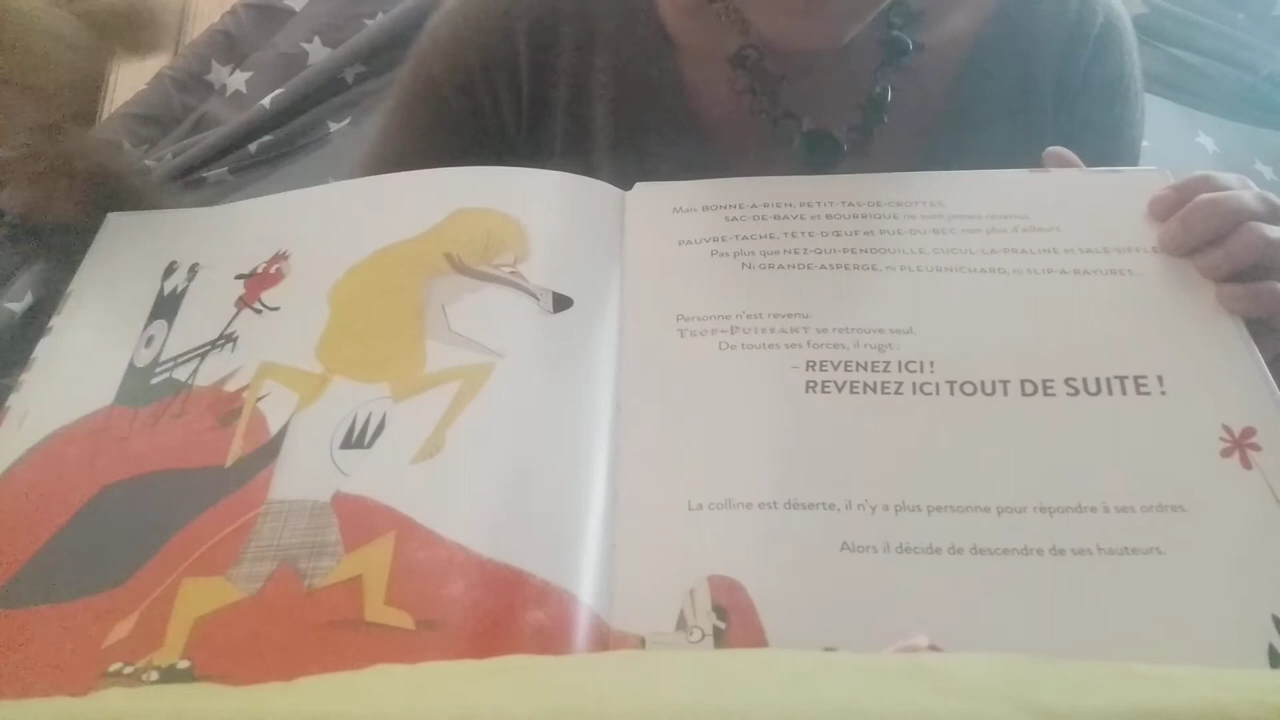 Mais BONNE-A-RIEN, PETIT-TAS-DE-CROTTES,
SAC-DE-BAVE et BOURRIQUE ne sont jamais revenus.
PAUVRE-TACHE, TETE-D'ŒUF et PUE-DU-BEC non plus d'ailleurs.
Pas plus que NEZ-QUI-PENDOUILLE, CUCUL-LA-PRALINE et SALE-SIFFLE
Ni GRANDE-ASPERGE, ni PLEURNICHARD, ni SLIP-A-RAYURES...
Personne n'est revenu.
TROP-PUISSANT se retrouve seul.
De toutes ses forces, il rugit :
- REVENEZ ICI !
REVENEZ ICI TOUT DE SUITE !
La colline est déserte, il n'y a plus personne pour répondre à ses ordres.
Alors il décide de descendre de ses hauteurs.